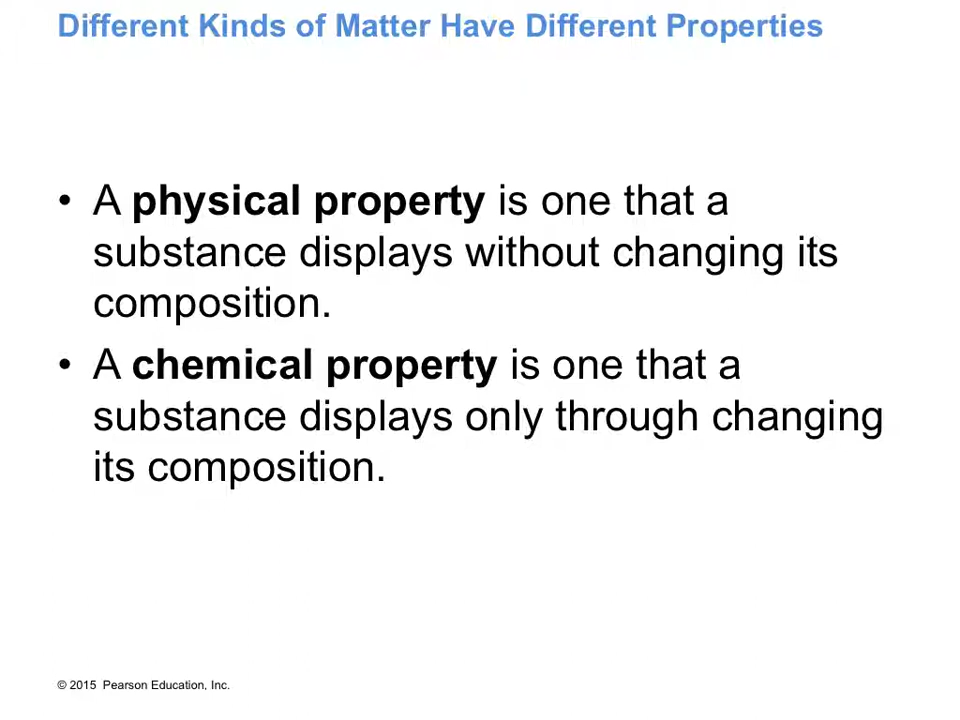 Different Kinds of Matter Have Different Properties
• A physical property is one that a
substance displays without changing its
composition.
• A chemical property is one that a
substance displays only through changing
its composition.
© 2015 Pearson Education, Inc.